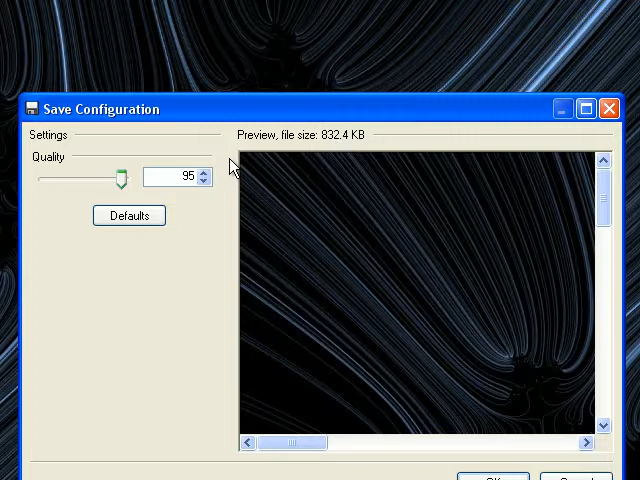 Save Configuration
Settings
Preview, file size: 832.4 KB
Quality
95
Defaults